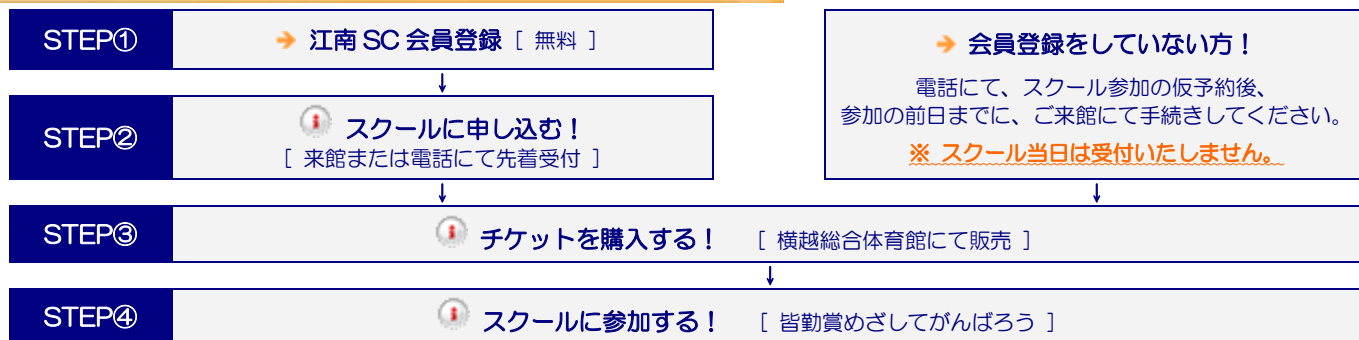 STEP①
➔ 江南 SC 会員登録 [ 無料 ]
↓
STEP②
スクールに申し込む！
[ 来館または電話にて先着受付 ]
↓
➔ 会員登録をしていない方！
電話にて、スクール参加の仮予約後、
参加の前日までに、ご来館にて手続きしてください。
※ スクール当日は受付いたしません。
↓
STEP③
チケットを購入する！ [ 横越総合体育館にて販売 ]
↓
STEP④
スクールに参加する！ [ 皆勤賞めざしてがんばろう ]